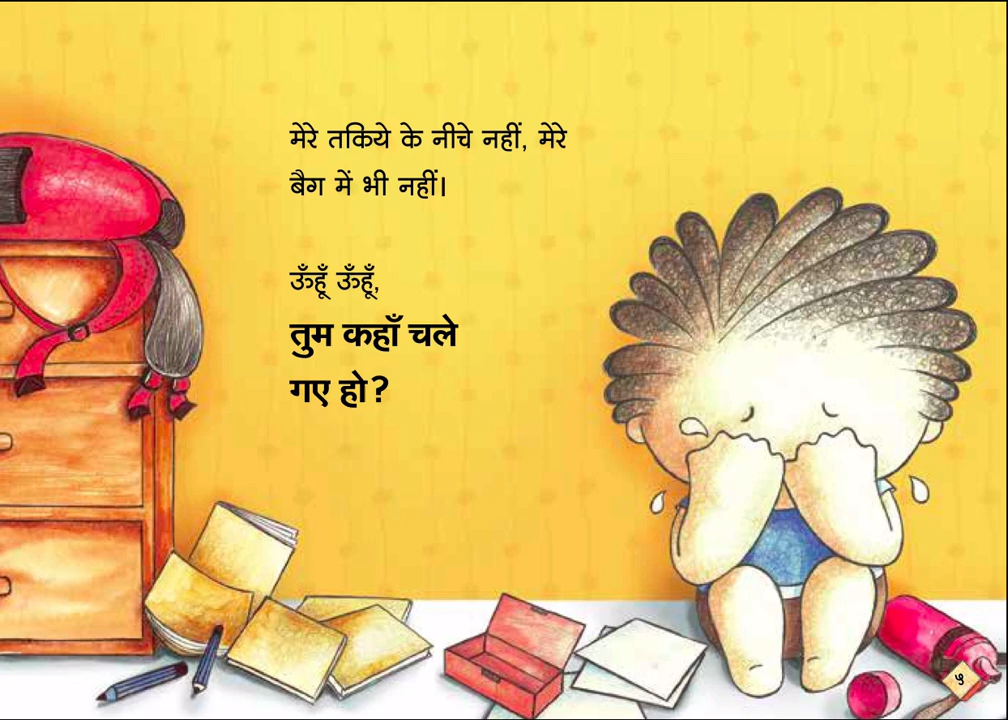 मेरे तकिये के नीचे नहीं, मेरे
बैग में भी नहीं।
ऊँहूँ ऊँहूँ,
तुम कहाँ चले
गए हो?
५